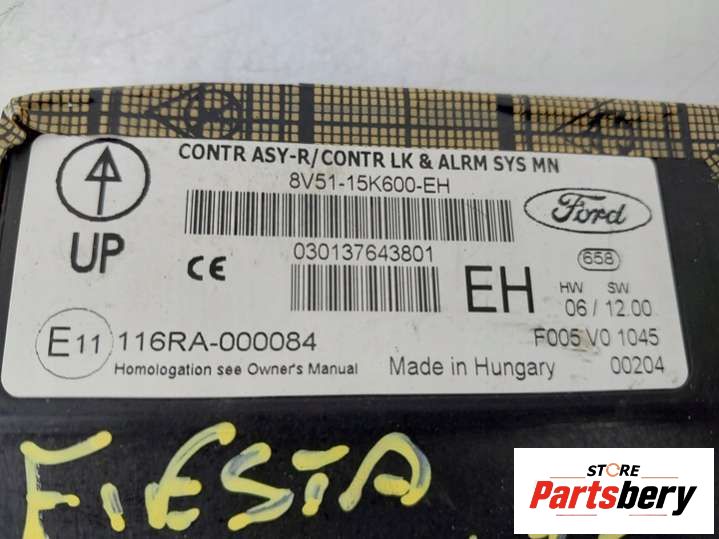 CONTR ASY-R/CONTR LK & ALRM SYS MN
8V51-15K600-EH
Ford
UP
CE
030137643801
EH
658
HW SW
06 / 12.00
E11 116RA-000084
F005 V0 1045
Homologation see Owner's Manual
Made in Hungary
00204
FIESTA
STORE
Partsbery